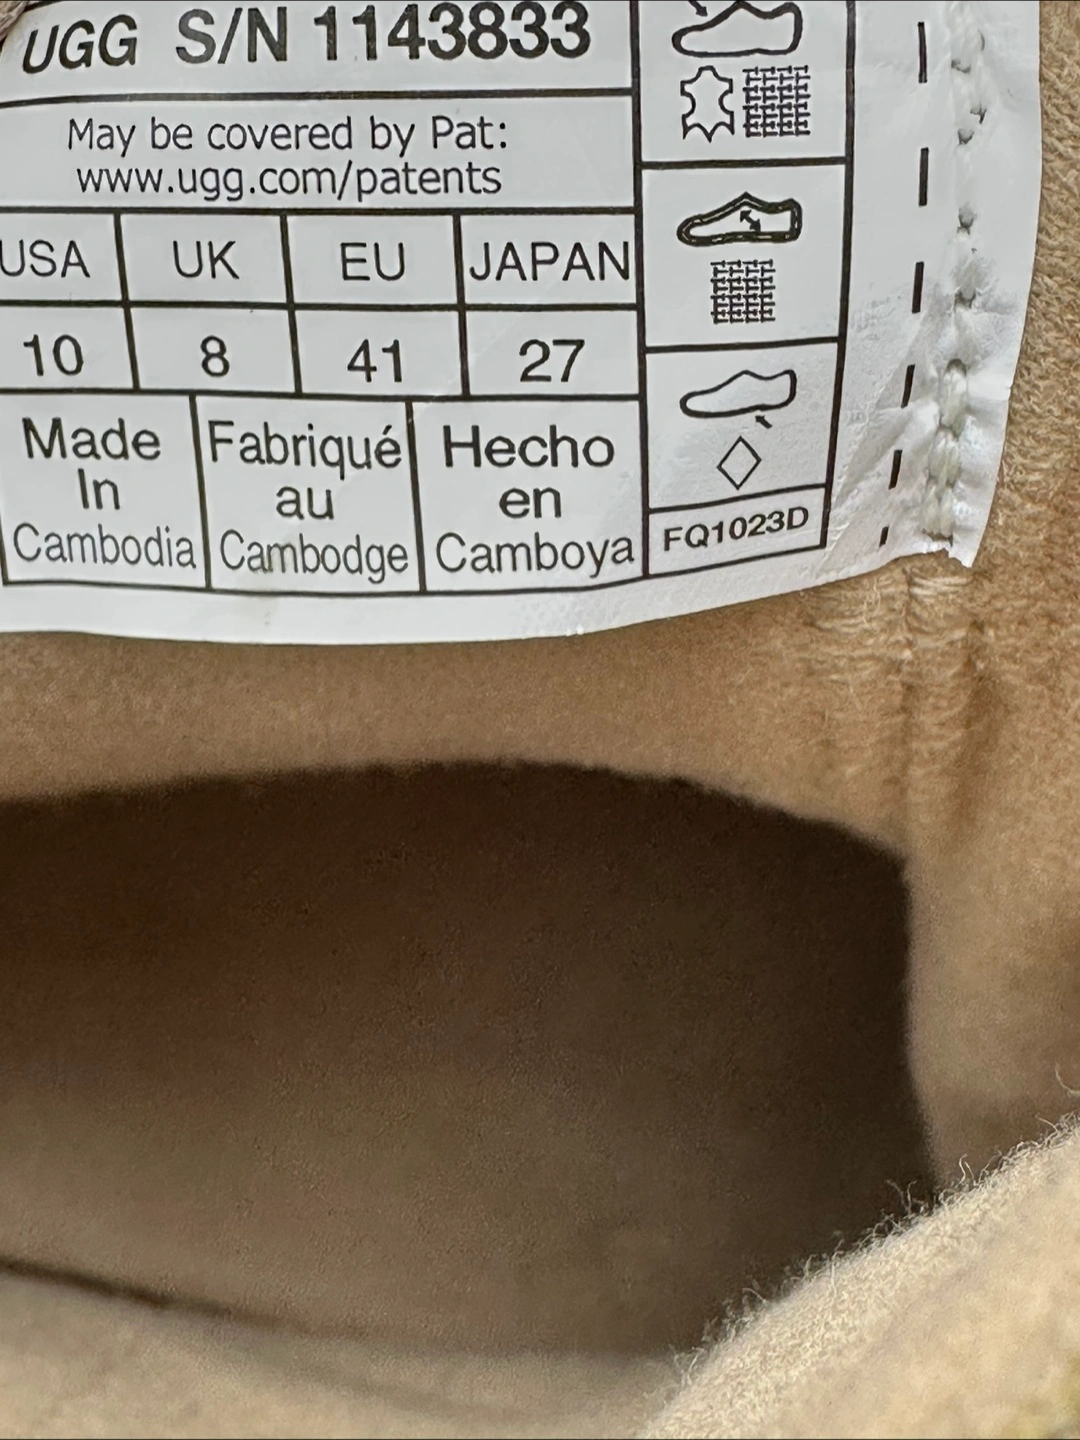 UGG S/N 1143833
May be covered by Pat:
www.ugg.com/patents
USA UK EU JAPAN
10 8 41 27
Made
In
Cambodia
Fabriqué
au
Cambodge
Hecho
en
Camboya
FQ1023D